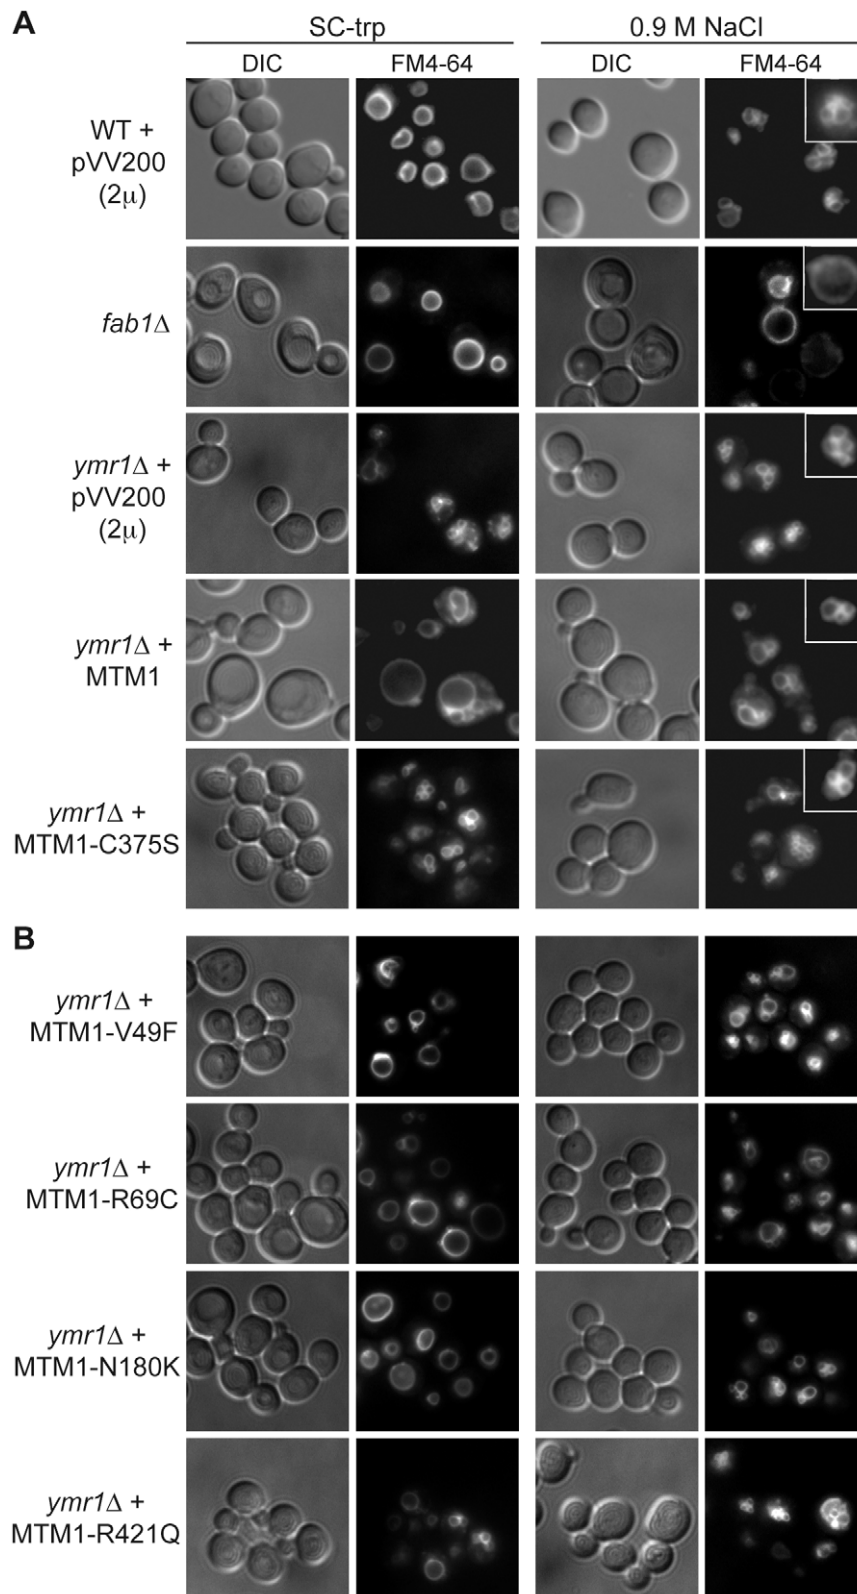 A
SC-trp 0.9 M NaCl
DIC FM4-64 DIC FM4-64
WT +
pVV200
(2μ)
fab1Δ
ymr1Δ +
pVV200
(2μ)
ymr1Δ +
MTM1
ymr1Δ +
MTM1-C375S
B
ymr1Δ +
MTM1-V49F
ymr1Δ +
MTM1-R69C
ymr1Δ +
MTM1-N180K
ymr1Δ +
MTM1-R421Q